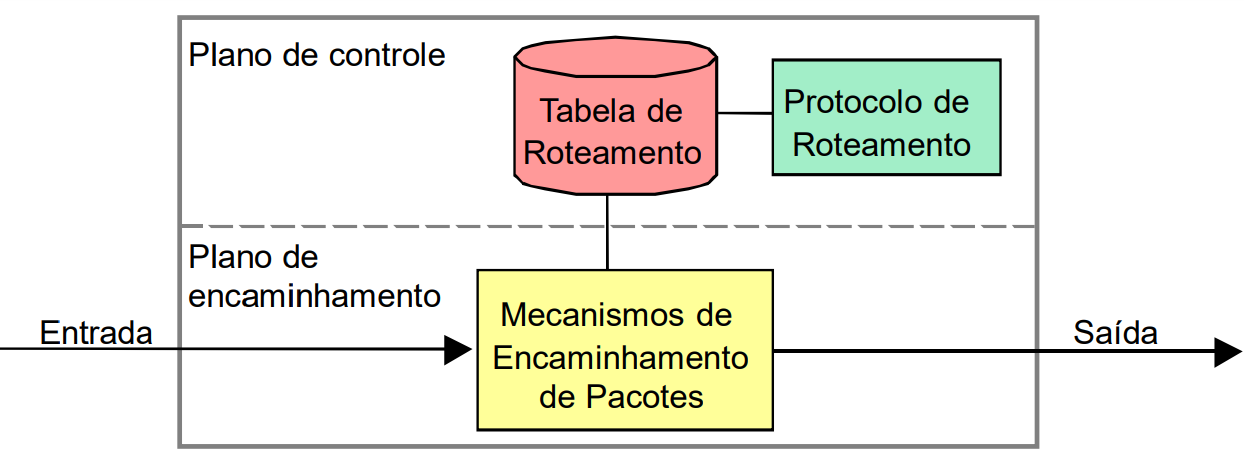 Plano de controle
Tabela de
Roteamento
Protocolo de
Roteamento
Plano de
encaminhamento
Entrada
Mecanismos de
Encaminhamento
de Pacotes
Saída